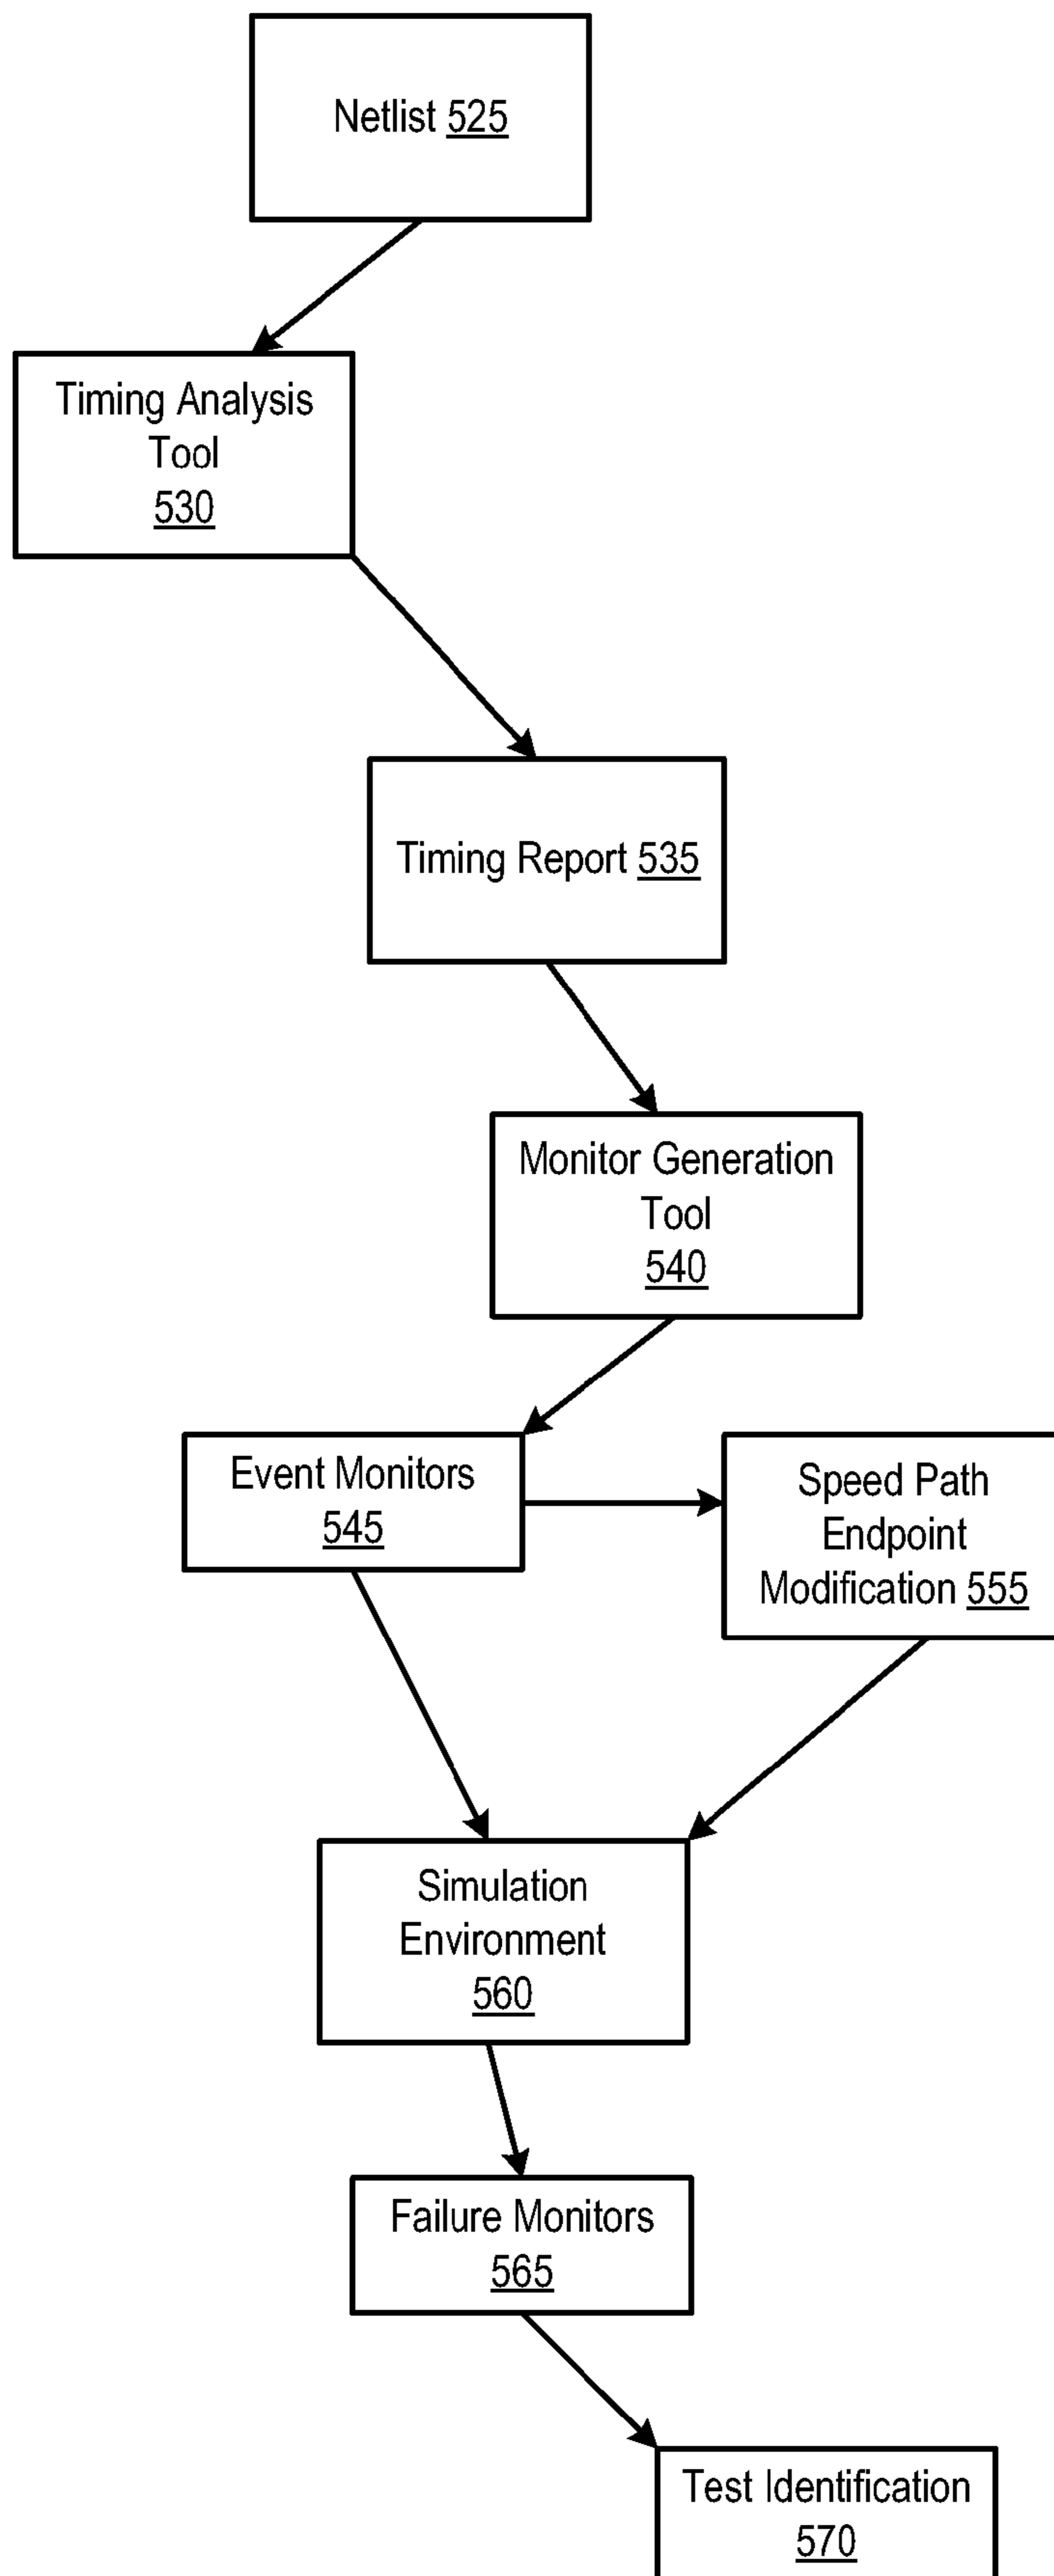 Netlist 525
Timing Analysis
Tool
530
Timing Report 535
Monitor Generation
Tool
540
Event Monitors
545
Speed Path
Endpoint
Modification 555
Simulation
Environment
560
Failure Monitors
565
Test Identification
570